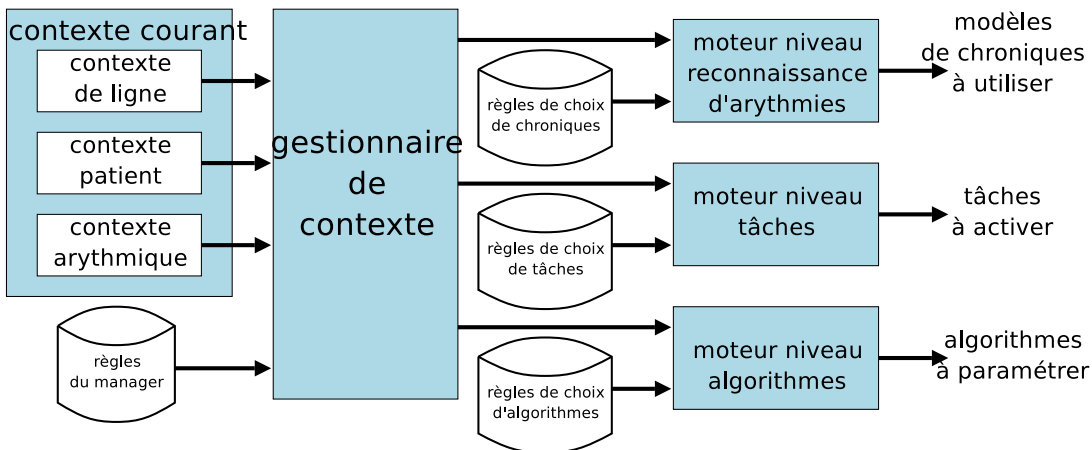 contexte courant
contexte
de ligne
contexte
patient
contexte
arythmique
règles
du manager
gestionnaire
de
contexte
règles de choix
de chroniques
moteur niveau
reconnaissance
d'arythmies
modèles
de chroniques
à utiliser
règles de choix
de tâches
moteur niveau
tâches
tâches
à activer
règles de choix
d'algorithmes
moteur niveau
algorithmes
algorithmes
à paramétrer